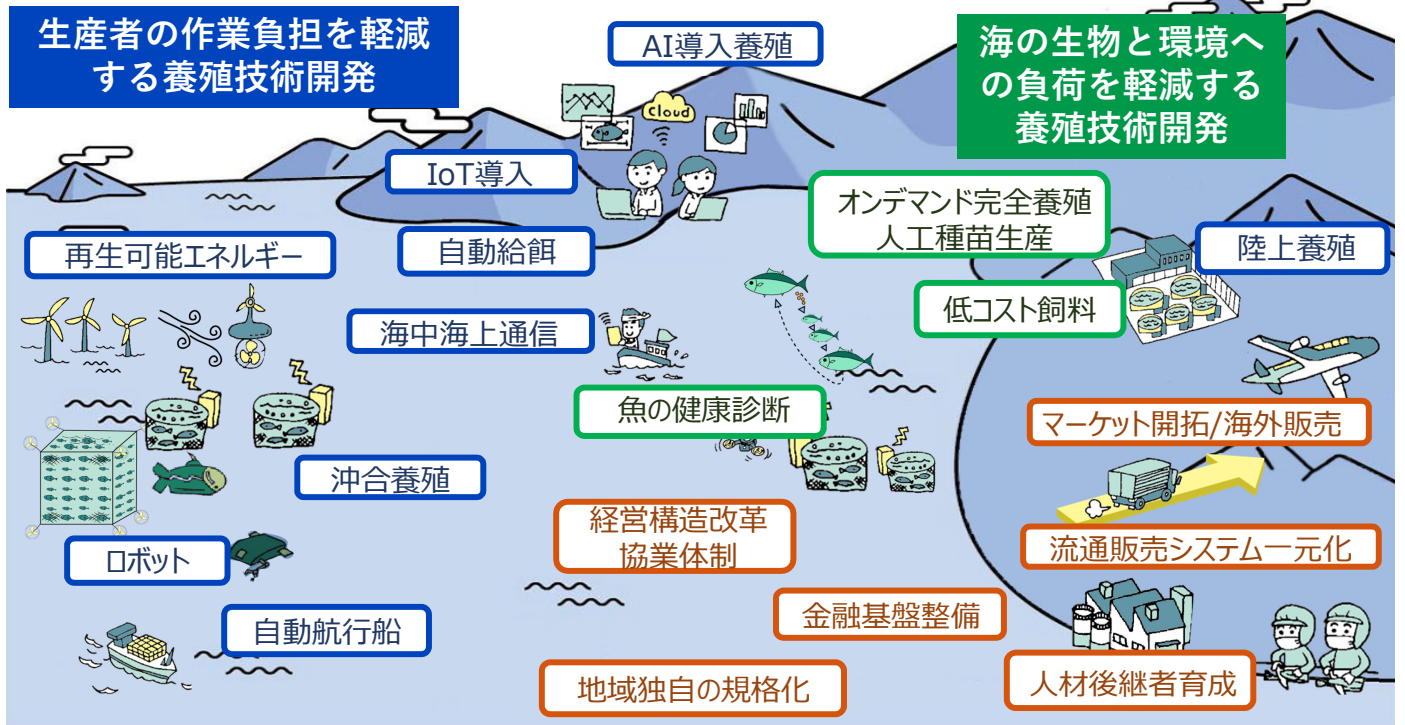 生産者の作業負担を軽減
する養殖技術開発
AI導入養殖
海の生物と環境へ
の負荷を軽減する
養殖技術開発
cloud
IoT導入
オンデマンド完全養殖
人工種苗生産
再生可能エネルギー
自動給餌
陸上養殖
海中海上通信
低コスト飼料
魚の健康診断
マーケット開拓/海外販売
沖合養殖
経営構造改革
協業体制
流通販売システム一元化
ロボット
金融基盤整備
自動航行船
地域独自の規格化
人材後継者育成